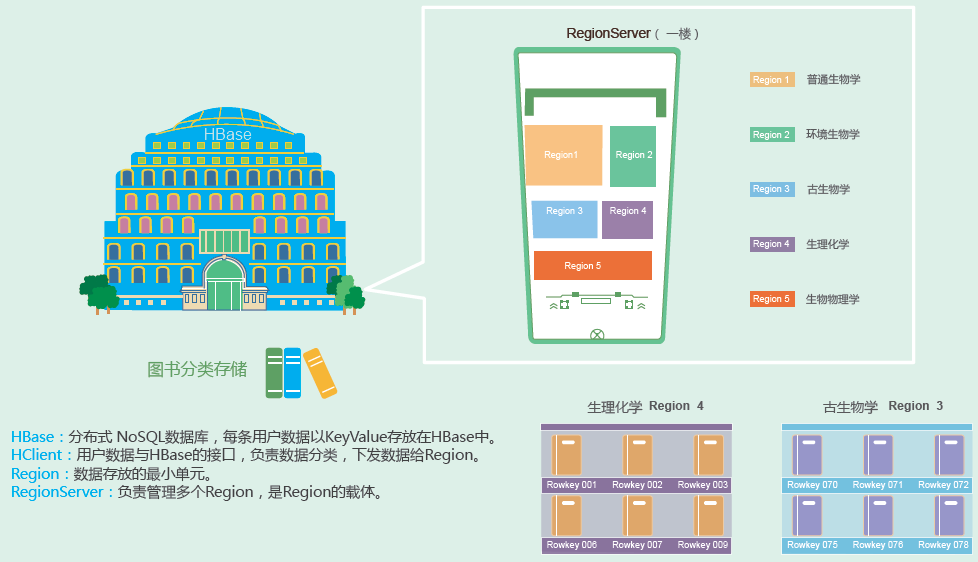 RegionServer（ 一楼 ）
HBase
Region1
Region 2
Region 3
Region 4
Region 5
Region 1 普通生物学
Region 2 环境生物学
Region 3 古生物学
Region 4 生理化学
Region 5 生物物理学
图书分类存储
HBase：分布式 NoSQL数据库，每条用户数据以KeyValue存放在HBase中。
HClient：用户数据与HBase的接口，负责数据分类，下发数据给Region。
Region：数据存放的最小单元。
RegionServer：负责管理多个Region，是Region的载体。
生理化学 Region 4
Rowkey 001 Rowkey 002 Rowkey 003
Rowkey 006 Rowkey 007 Rowkey 009
古生物学 Region 3
Rowkey 070 Rowkey 071 Rowkey 072
Rowkey 075 Rowkey 076 Rowkey 078